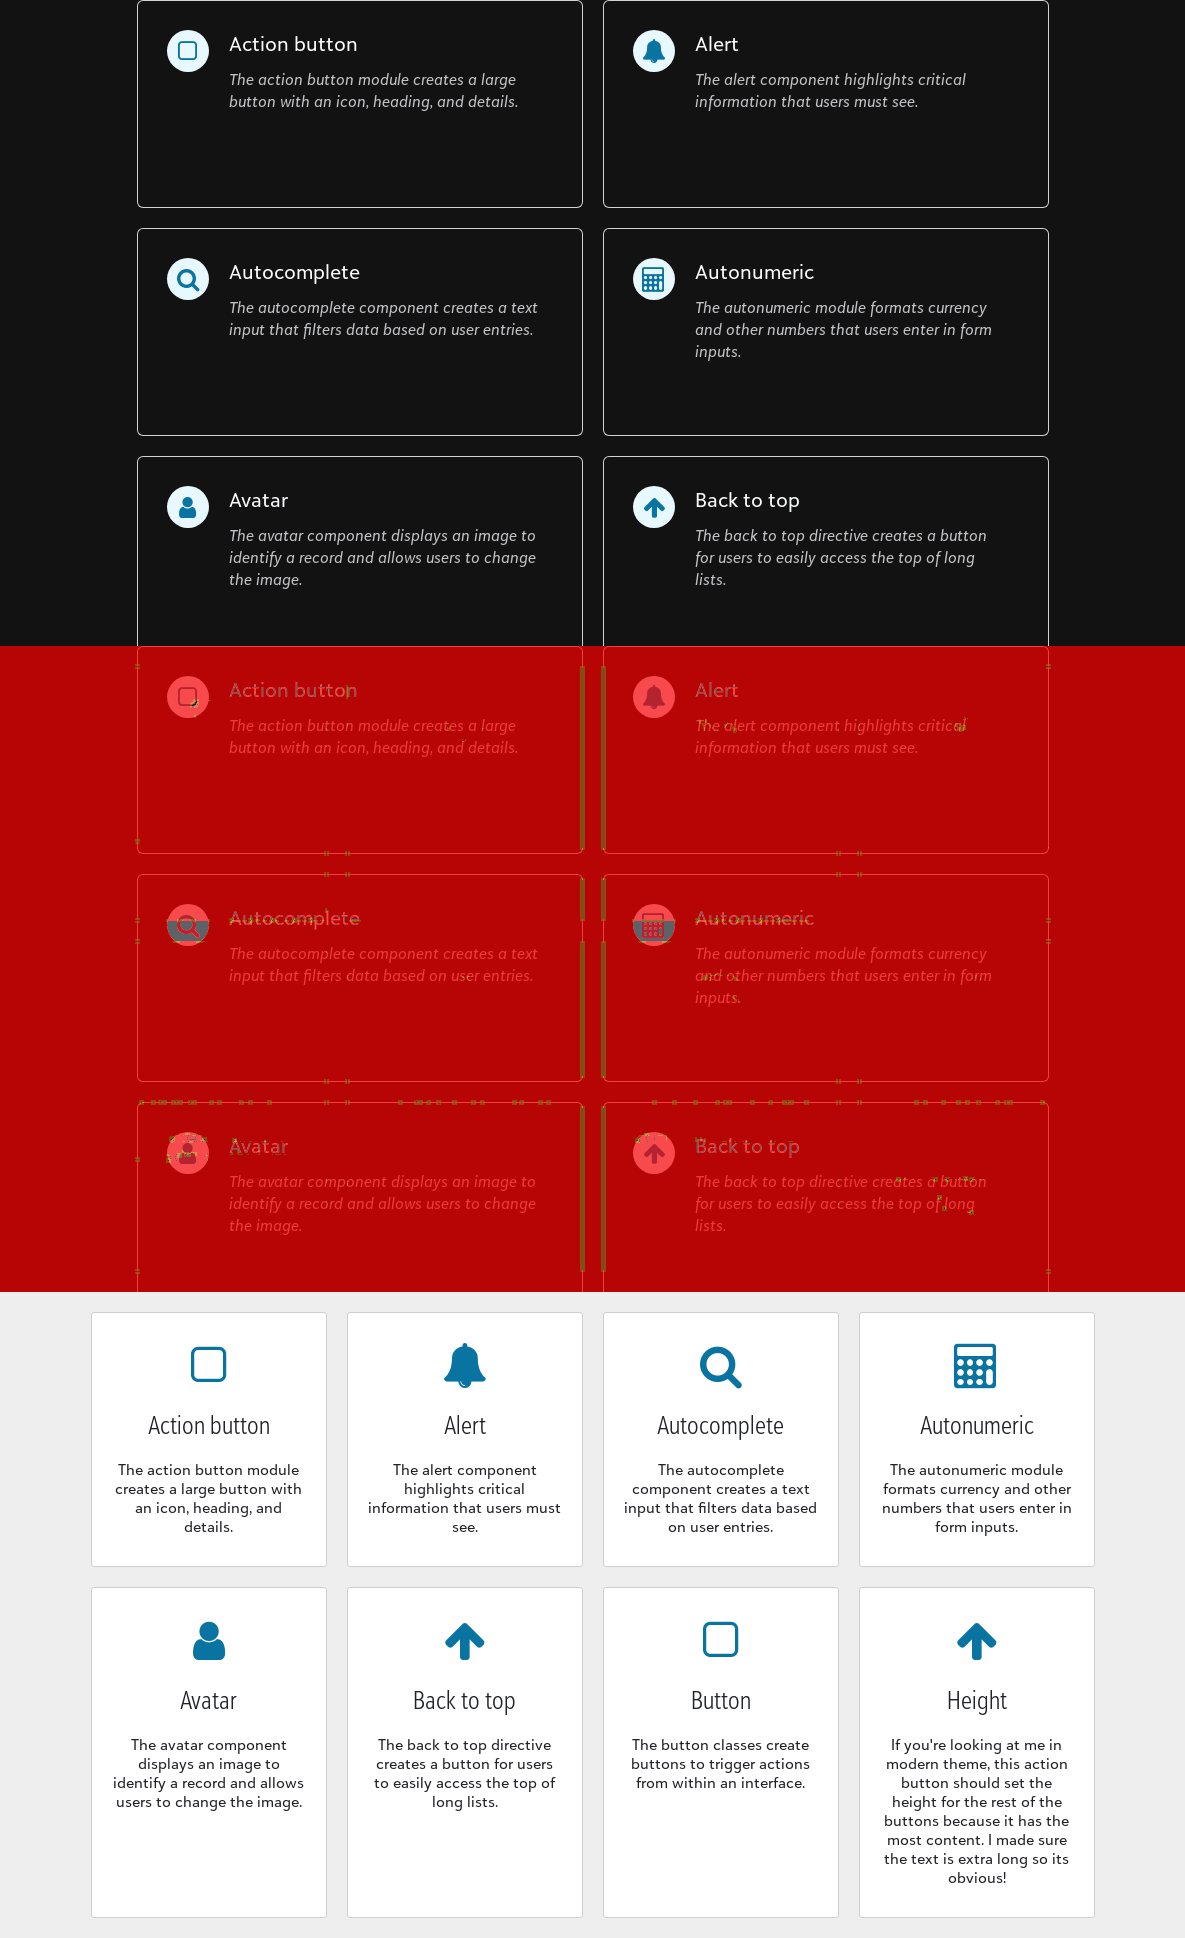 Action button
The action button module creates a large
button with an icon, heading, and details.
Alert
The alert component highlights critical
information that users must see.
Autocomplete
The autocomplete component creates a text
input that filters data based on user entries.
Autonumeric
The autonumeric module formats currency
and other numbers that users enter in form
inputs.
Avatar
The avatar component displays an image to
identify a record and allows users to change
the image.
Back to top
The back to top directive creates a button
for users to easily access the top of long
lists.
Action button
The action button module creates a large
button with an icon, heading, and details.
Alert
The alert component highlights critical
information that users must see.
Autocomplete
The autocomplete component creates a text
input that filters data based on user entries.
Autonumeric
The autonumeric module formats currency
and other numbers that users enter in form
inputs.
Avatar
The avatar component displays an image to
identify a record and allows users to change
the image.
Back to top
The back to top directive creates a button
for users to easily access the top of long
lists.
Action button
The action button module
creates a large button with
an icon, heading, and
details.
Alert
The alert component
highlights critical
information that users must
see.
Autocomplete
The autocomplete
component creates a text
input that filters data based
on user entries.
Autonumeric
The autonumeric module
formats currency and other
numbers that users enter in
form inputs.
Avatar
The avatar component
displays an image to
identify a record and allows
users to change the image.
Back to top
The back to top directive
creates a button for users
to easily access the top of
long lists.
Button
The button classes create
buttons to trigger actions
from within an interface.
Height
If you're looking at me in
modern theme, this action
button should set the
height for the rest of the
buttons because it has the
most content. I made sure
the text is extra long so its
obvious!